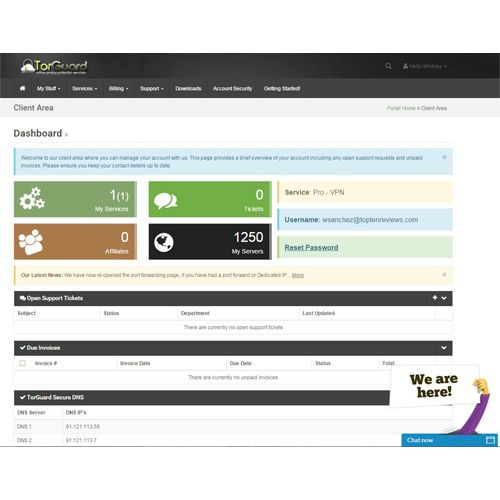 TorGuard
online privacy protection services
Hello Whitney
My Stuff Services Billing Support Downloads Account Security Getting Started!
Client Area
Portal Home » Client Area
Dashboard »
Welcome to our client area where you can manage your account with us. This page provides a brief overview of your account including any open support requests and unpaid
invoices. Please ensure you keep your contact details up to date.
×
1(1)
My Services
0
Tickets
Service: Pro - VPN
Username: wsanchez@toptenreviews.com
0
Affiliates
1250
My Servers
Reset Password
Our Latest News: We have now re-opened the port forwarding page, if you have had a port forward or Dedicated IP... More
×
Open Support Tickets
Subject Status Department Last Updated
There are currently no open support tickets
Due Invoices
Invoice # Invoice Date Due Date Status Total
There are currently no unpaid invoices
We are
here!
TorGuard Secure DNS
DNS Server DNS IP's
DNS 1 91.121.113.58
DNS 2 91.121.113.7
Chat now